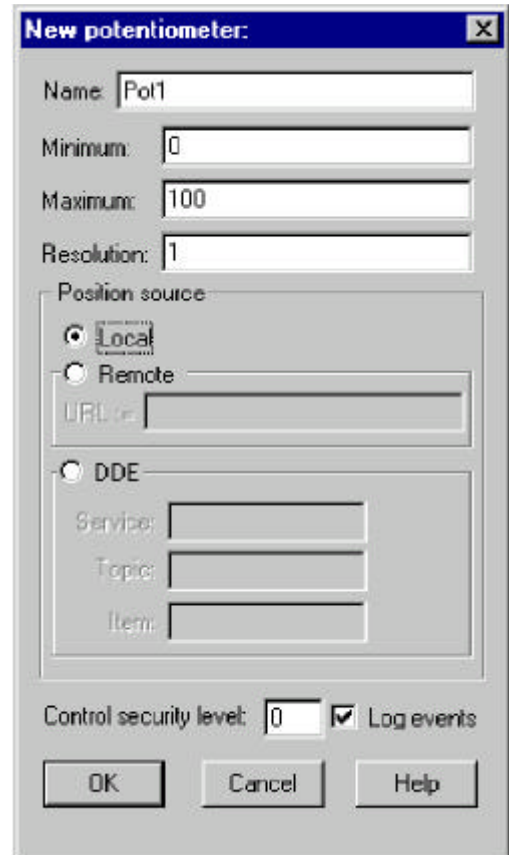 New potentiometer:
Name: Pot1
Minimum: 0
Maximum: 100
Resolution: 1
Position source
Local
Remote
URL
DDE
Service:
Topic:
Item:
Control security level: 0 Log events
OK Cancel Help